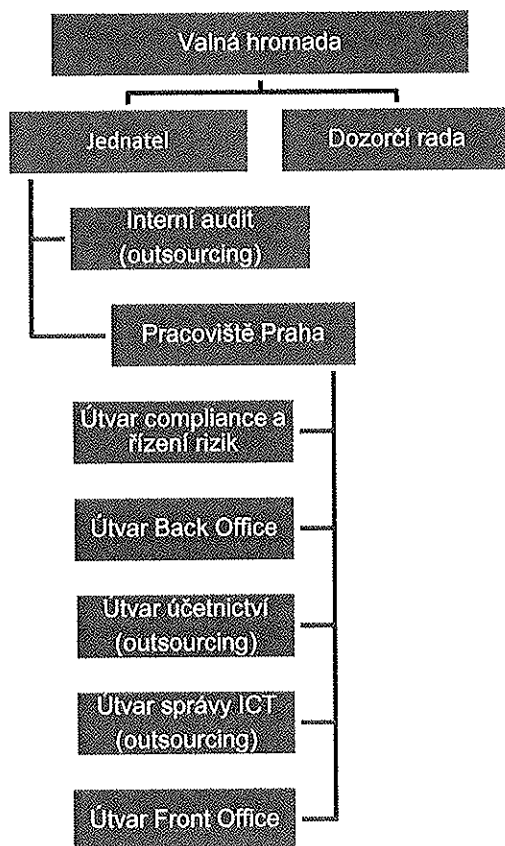 Valná hromada
Jednatel
Dozorčí rada
Interní audit
(outsourcing)
Pracoviště Praha
Útvar compliance a
řízení rizik
Útvar Back Office
Útvar účetnictví
(outsourcing)
Útvar správy ICT
(outsourcing)
Útvar Front Office